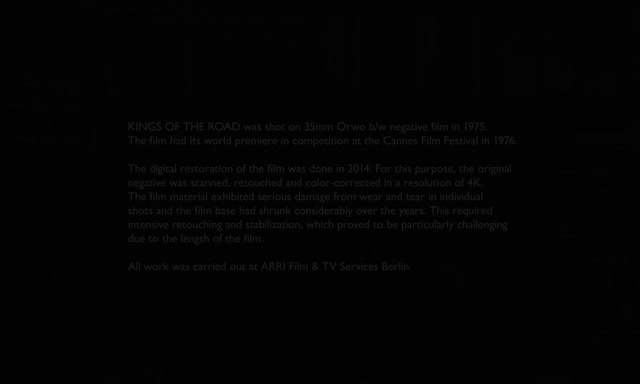 KINGS OF THE ROAD was shot on 35mm Orwo b/w negative film in 1975.
The film had its world premiere in competition at the Cannes Film Festival in 1976.
The digital restoration of the film was done in 2014. For this purpose, the original
negative was scanned, retouched and color-corrected in a resolution of 4K.
The film material exhibited serious damage from wear and tear in individual
shots and the film base had shrunk considerably over the years. This required
intensive retouching and stabilization, which proved to be particularly challenging
due to the length of the film.
All work was carried out at ARRI Film & TV Services Berlin.